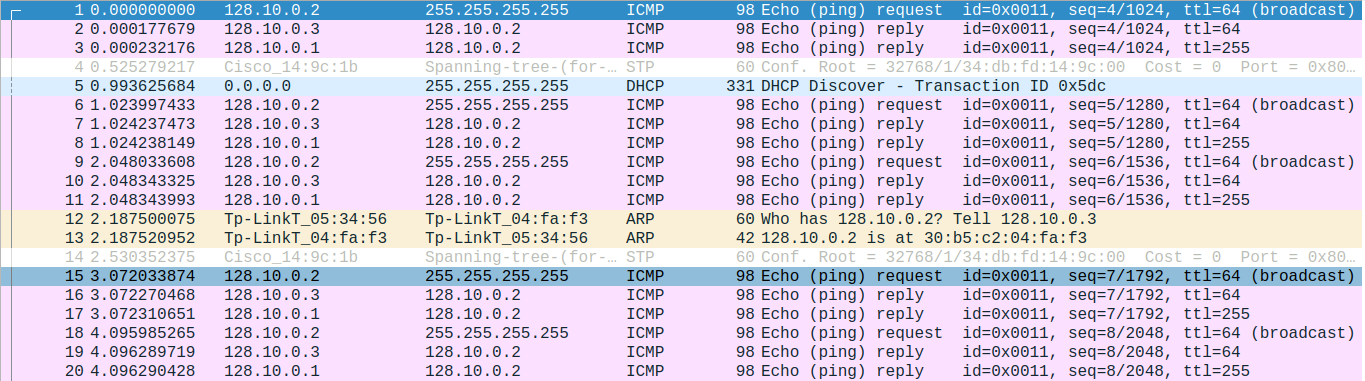 1 0.000000000 128.10.0.2 255.255.255.255 ICMP 98 Echo (ping) request id=0x0011, seq=4/1024, ttl=64 (broadcast)
2 0.000177679 128.10.0.3 128.10.0.2 ICMP 98 Echo (ping) reply id=0x0011, seq=4/1024, ttl=64
3 0.000232176 128.10.0.1 128.10.0.2 ICMP 98 Echo (ping) reply id=0x0011, seq=4/1024, ttl=255
4 0.525279217 Cisco_14:9c:1b Spanning-tree-(for-… STP 60 Conf. Root = 32768/1/34:db:fd:14:9c:00 Cost = 0 Port = 0x80…
5 0.993625684 0.0.0.0 255.255.255.255 DHCP 331 DHCP Discover - Transaction ID 0x5dc
6 1.023997433 128.10.0.2 255.255.255.255 ICMP 98 Echo (ping) request id=0x0011, seq=5/1280, ttl=64 (broadcast)
7 1.024237473 128.10.0.3 128.10.0.2 ICMP 98 Echo (ping) reply id=0x0011, seq=5/1280, ttl=64
8 1.024238149 128.10.0.1 128.10.0.2 ICMP 98 Echo (ping) reply id=0x0011, seq=5/1280, ttl=255
9 2.048033608 128.10.0.2 255.255.255.255 ICMP 98 Echo (ping) request id=0x0011, seq=6/1536, ttl=64 (broadcast)
10 2.048343325 128.10.0.3 128.10.0.2 ICMP 98 Echo (ping) reply id=0x0011, seq=6/1536, ttl=64
11 2.048343993 128.10.0.1 128.10.0.2 ICMP 98 Echo (ping) reply id=0x0011, seq=6/1536, ttl=255
12 2.187500075 Tp-LinkT_05:34:56 Tp-LinkT_04:fa:f3 ARP 60 Who has 128.10.0.2? Tell 128.10.0.3
13 2.187520952 Tp-LinkT_04:fa:f3 Tp-LinkT_05:34:56 ARP 42 128.10.0.2 is at 30:b5:c2:04:fa:f3
14 2.530352375 Cisco_14:9c:1b Spanning-tree-(for-… STP 60 Conf. Root = 32768/1/34:db:fd:14:9c:00 Cost = 0 Port = 0x80…
15 3.072033874 128.10.0.2 255.255.255.255 ICMP 98 Echo (ping) request id=0x0011, seq=7/1792, ttl=64 (broadcast)
16 3.072270468 128.10.0.3 128.10.0.2 ICMP 98 Echo (ping) reply id=0x0011, seq=7/1792, ttl=64
17 3.072310651 128.10.0.1 128.10.0.2 ICMP 98 Echo (ping) reply id=0x0011, seq=7/1792, ttl=255
18 4.095985265 128.10.0.2 255.255.255.255 ICMP 98 Echo (ping) request id=0x0011, seq=8/2048, ttl=64 (broadcast)
19 4.096289719 128.10.0.3 128.10.0.2 ICMP 98 Echo (ping) reply id=0x0011, seq=8/2048, ttl=64
20 4.096290428 128.10.0.1 128.10.0.2 ICMP 98 Echo (ping) reply id=0x0011, seq=8/2048, ttl=255